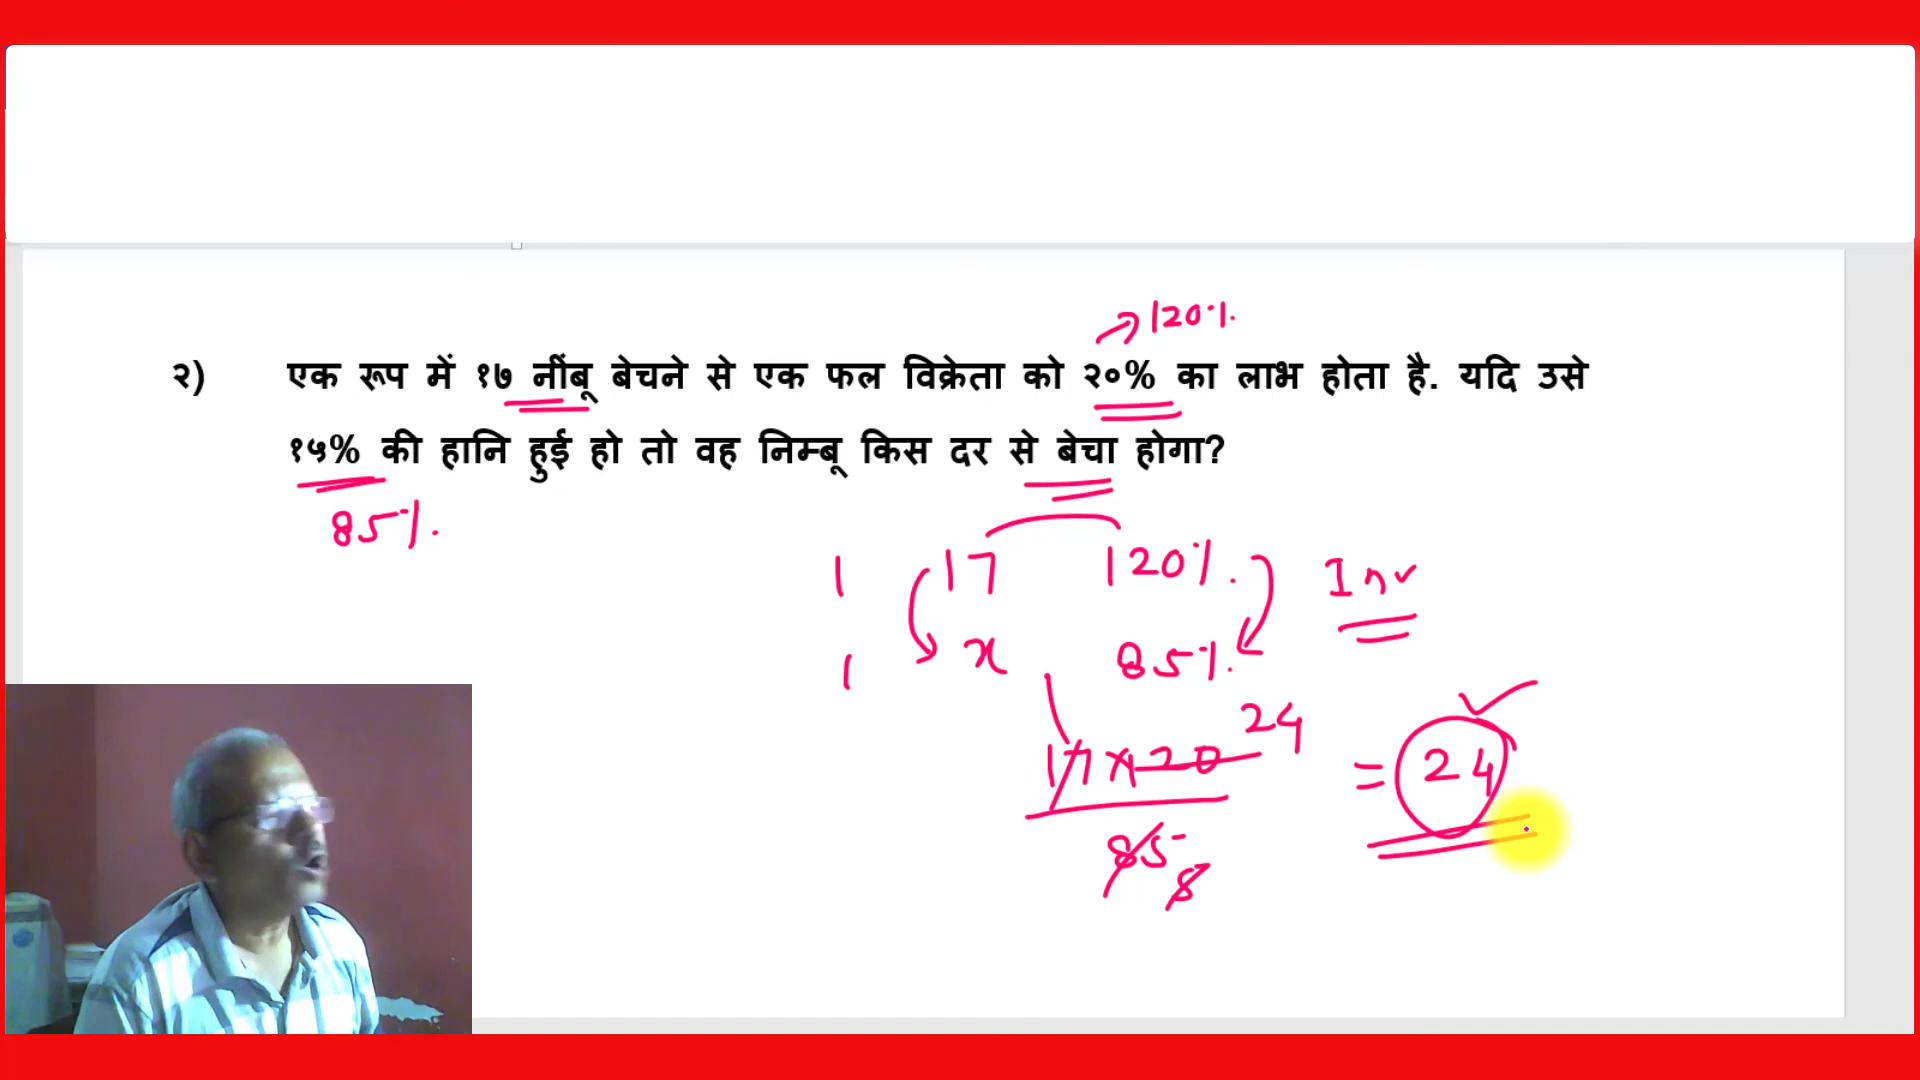 120%.
२) एक रूप में १७ नींबू बेचने से एक फल विक्रेता को २०% का लाभ होता है. यदि उसे
१५% की हानि हुई हो तो वह निम्बू किस दर से बेचा होगा?
85%.
1 17 120%. Inv
1 x 85%.
24
17 x 120 = 24
85
5